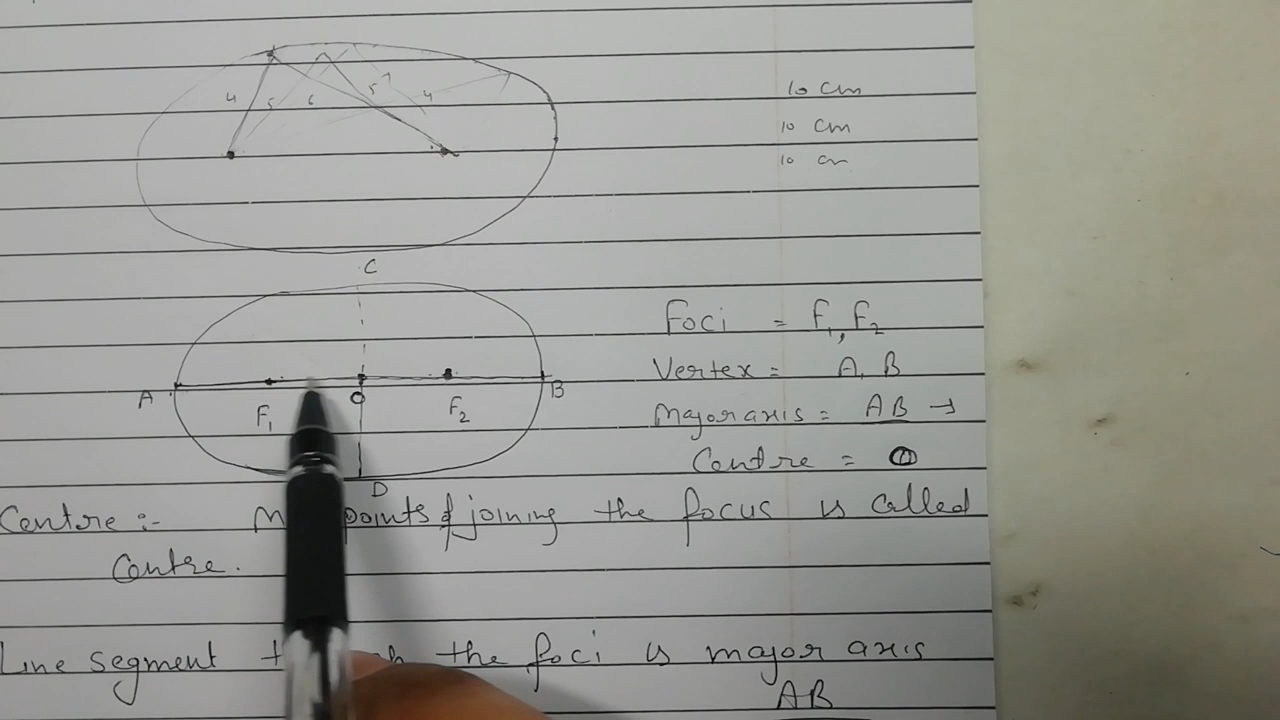 4 5 6 5 7 4
10 cm
10 cm
10 cm
C
A F1 O F2 B
D
Foci = F1, F2
Vertex = A, B
Major axis = AB →
Centre = O
Centre :- points of joining the focus is called
Centre.
Line segment the foci is major axis
AB